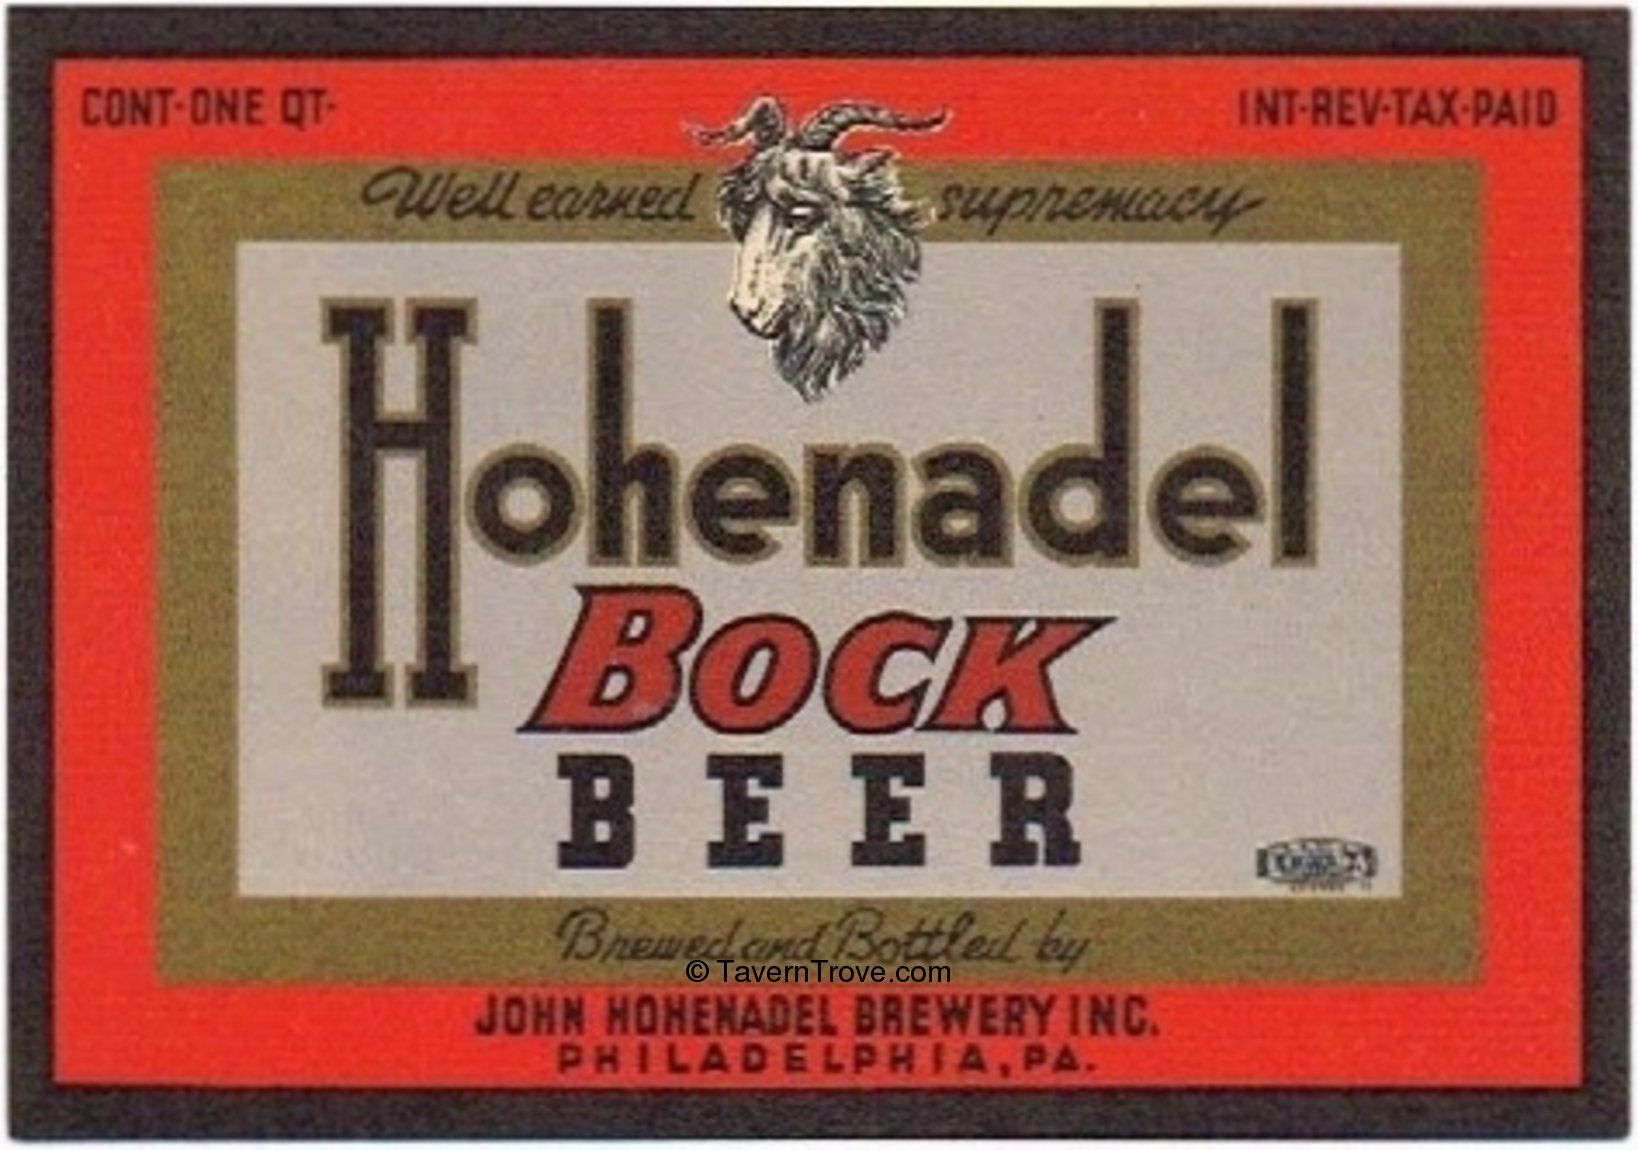 CONT-ONE QT-
INT-REV-TAX-PAID
Well earned supremacy
Hohenadel
BOCK
BEER
Brewed and Bottled by
© TavernTrove.com
JOHN HOHENADEL BREWERY INC.
PHILADELPHIA, PA.